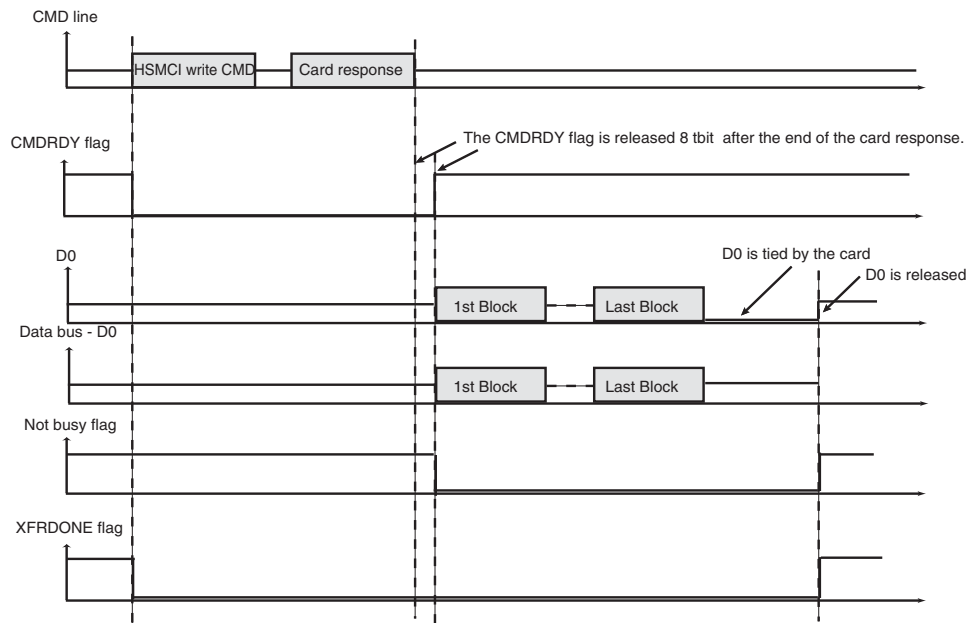 CMD line
HSMCI write CMD
Card response
The CMDRDY flag is released 8 tbit after the end of the card response.
CMDRDY flag
D0 is tied by the card
D0
D0 is released
1st Block
Last Block
Data bus - D0
1st Block
Last Block
Not busy flag
XFRDONE flag